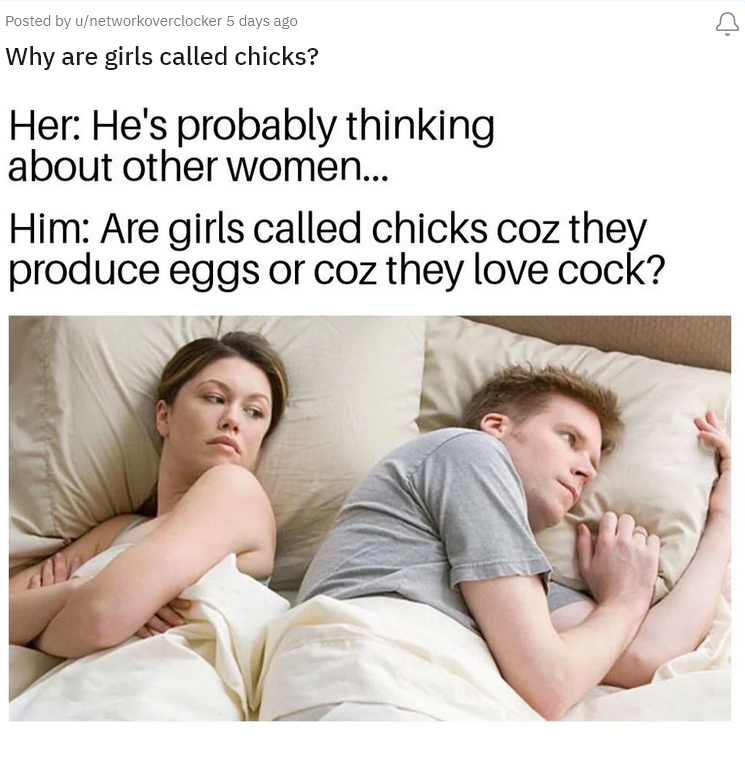 Posted by u/networkoverclocker 5 days ago
Why are girls called chicks?
Her: He's probably thinking
about other women...
Him: Are girls called chicks coz they
produce eggs or coz they love cock?